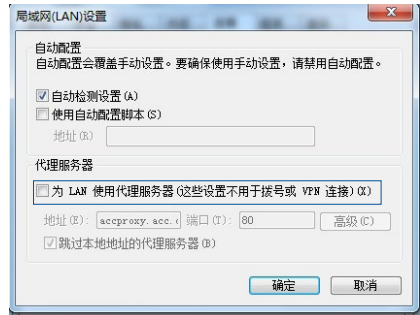 局域网(LAN)设置
自动配置
自动配置会覆盖手动设置。要确保使用手动设置，请禁用自动配置。
自动检测设置(A)
使用自动配置脚本(S)
地址(R)
代理服务器
为 LAN 使用代理服务器(这些设置不用于拨号或 VPN 连接)(X)
地址(E): accproxy.acc. 端口(T): 80 高级(C)
跳过本地地址的代理服务器(B)
确定 取消